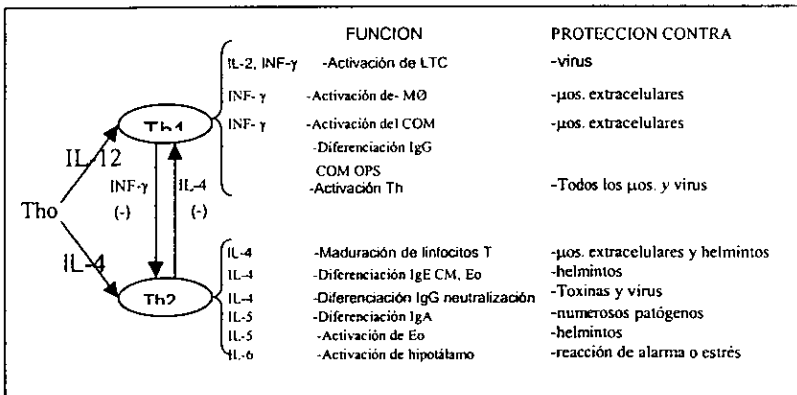 FUNCION PROTECCION CONTRA
IL-2, INF-γ -Activación de LTC -virus
INF- γ -Activación de- MØ -μos. extracelulares
INF- γ -Activación del COM -μos. extracelulares
-Diferenciación IgG
COM OPS
-Activación Th -Todos los μos. y virus
Th1
IL-12
INF-γ IL-4
(-) (-)
Tho
IL-4
Th2
IL-4 -Maduración de linfocitos T -μos. extracelulares y helmintos
IL-4 -Diferenciación IgE CM, Eo -helmintos
IL-4 -Diferenciación IgG neutralización -Toxinas y virus
IL-5 -Diferenciación IgA -numerosos patógenos
IL-5 -Activación de Eo -helmintos
IL-6 -Activación de hipotálamo -reacción de alarma o estrés